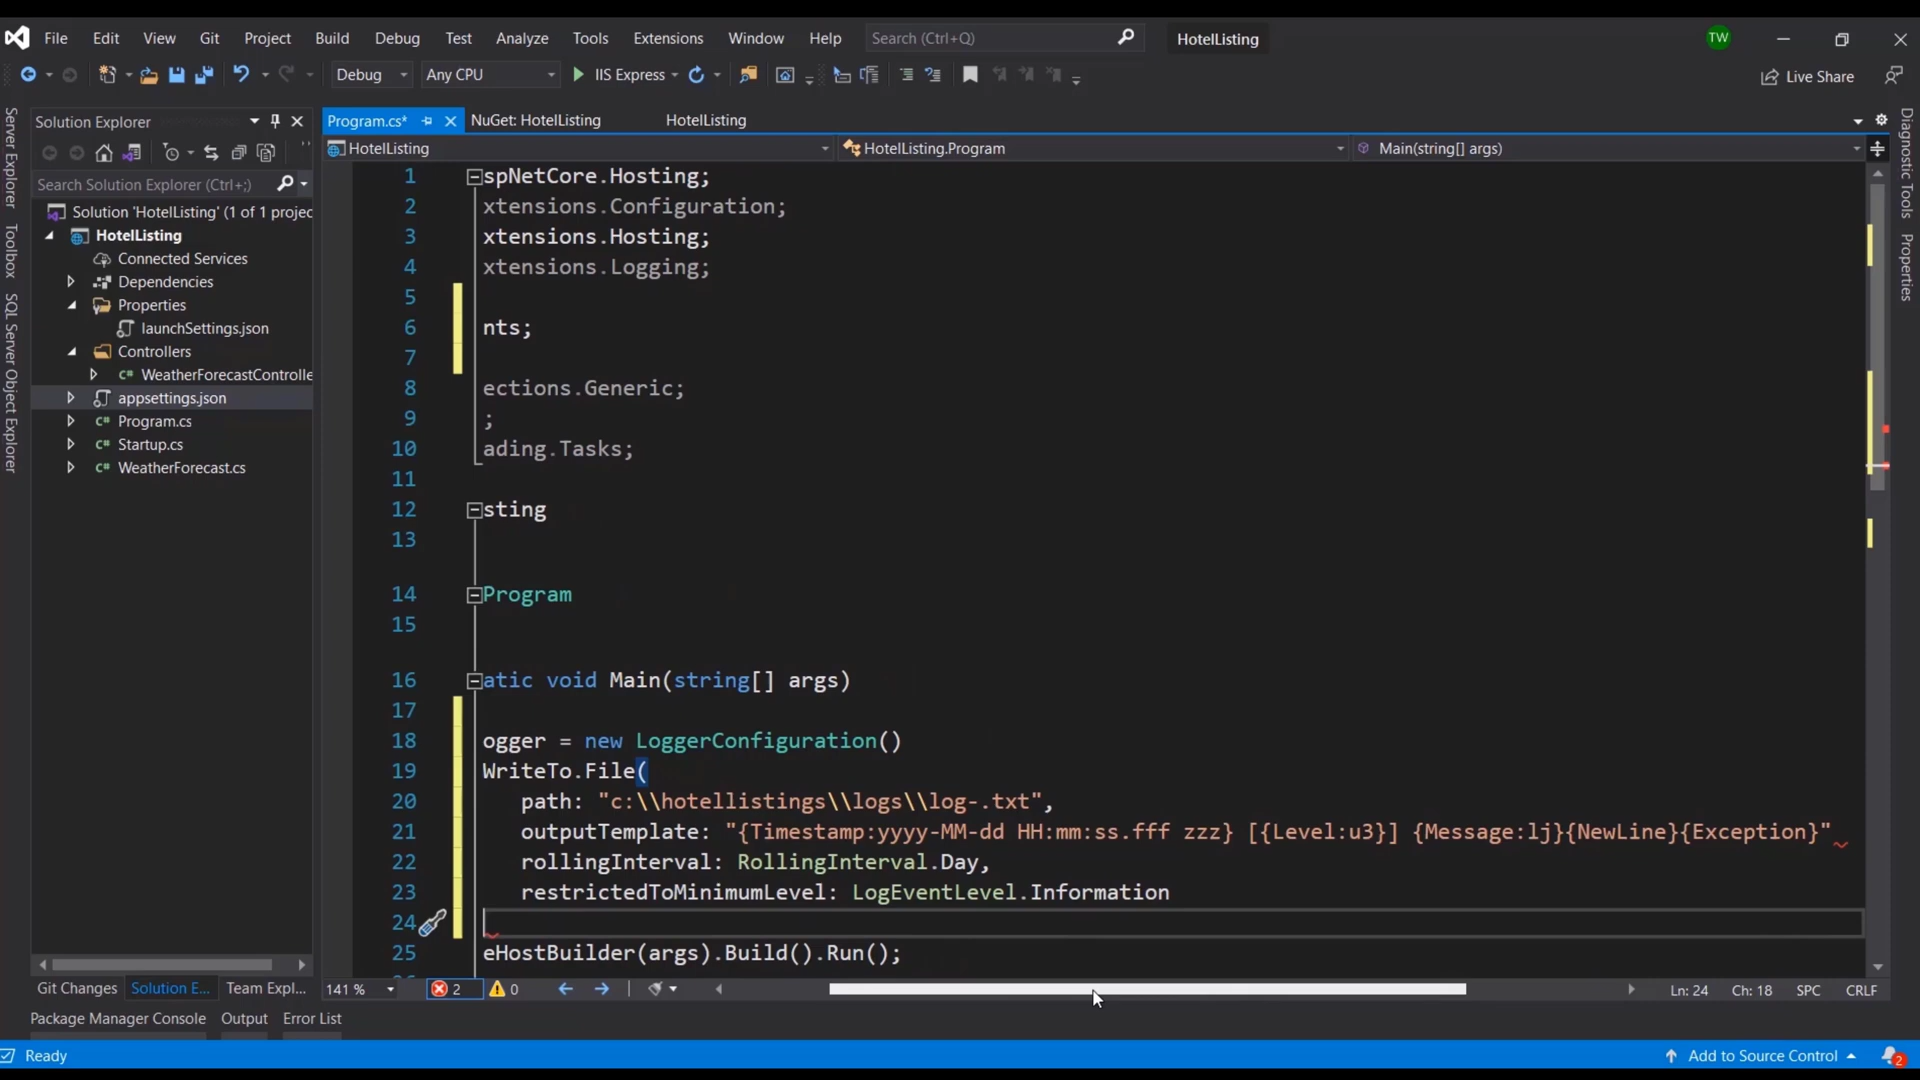 File Edit View Git Project Build Debug Test Analyze Tools Extensions Window Help Search (Ctrl+Q) HotelListing TW
Debug Any CPU IIS Express Live Share
Server Explorer
Toolbox
SQL Server Object Explorer
Solution Explorer
Search Solution Explorer (Ctrl+;)
Solution 'HotelListing' (1 of 1 projec
HotelListing
Connected Services
Dependencies
Properties
launchSettings.json
Controllers
WeatherForecastControlle
appsettings.json
Program.cs
Startup.cs
WeatherForecast.cs
Git Changes Solution E... Team Expl...
Program.cs* NuGet: HotelListing HotelListing
HotelListing HotelListing.Program Main(string[] args)
1 spNetCore.Hosting;
2 xtensions.Configuration;
3 xtensions.Hosting;
4 xtensions.Logging;
5
6 nts;
7
8 ections.Generic;
9 ;
10 ading.Tasks;
11
12 sting
13
14 Program
15
16 atic void Main(string[] args)
17
18 ogger = new LoggerConfiguration()
19 WriteTo.File(
20 path: "c:\\hotellistings\\logs\\log-.txt",
21 outputTemplate: "{Timestamp:yyyy-MM-dd HH:mm:ss.fff zzz} [{Level:u3}] {Message:lj}{NewLine}{Exception}"
22 rollingInterval: RollingInterval.Day,
23 restrictedToMinimumLevel: LogEventLevel.Information
24
25 eHostBuilder(args).Build().Run();
141 % 2 0 Ln: 24 Ch: 18 SPC CRLF
Diagnostic Tools
Properties
Package Manager Console Output Error List
Ready Add to Source Control 2